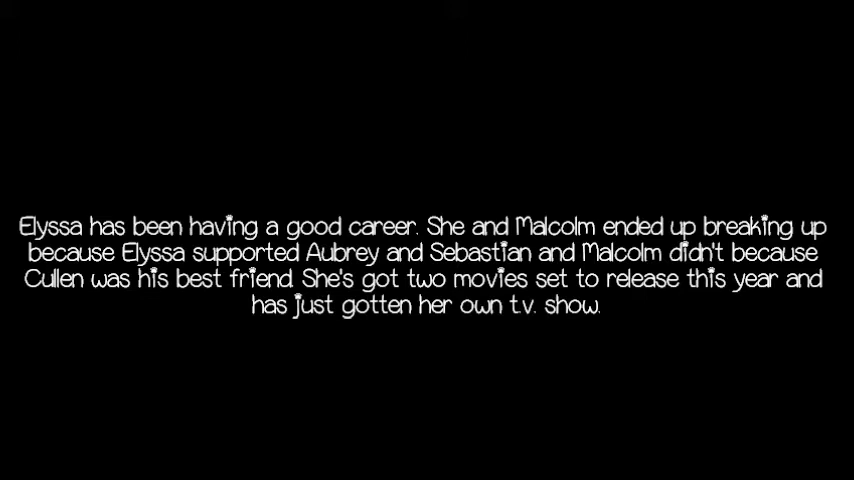 Elyssa has been having a good career. She and Malcolm ended up breaking up
because Elyssa supported Aubrey and Sebastian and Malcolm didn't because
Cullen was his best friend. She's got two movies set to release this year and
has just gotten her own t.v. show.